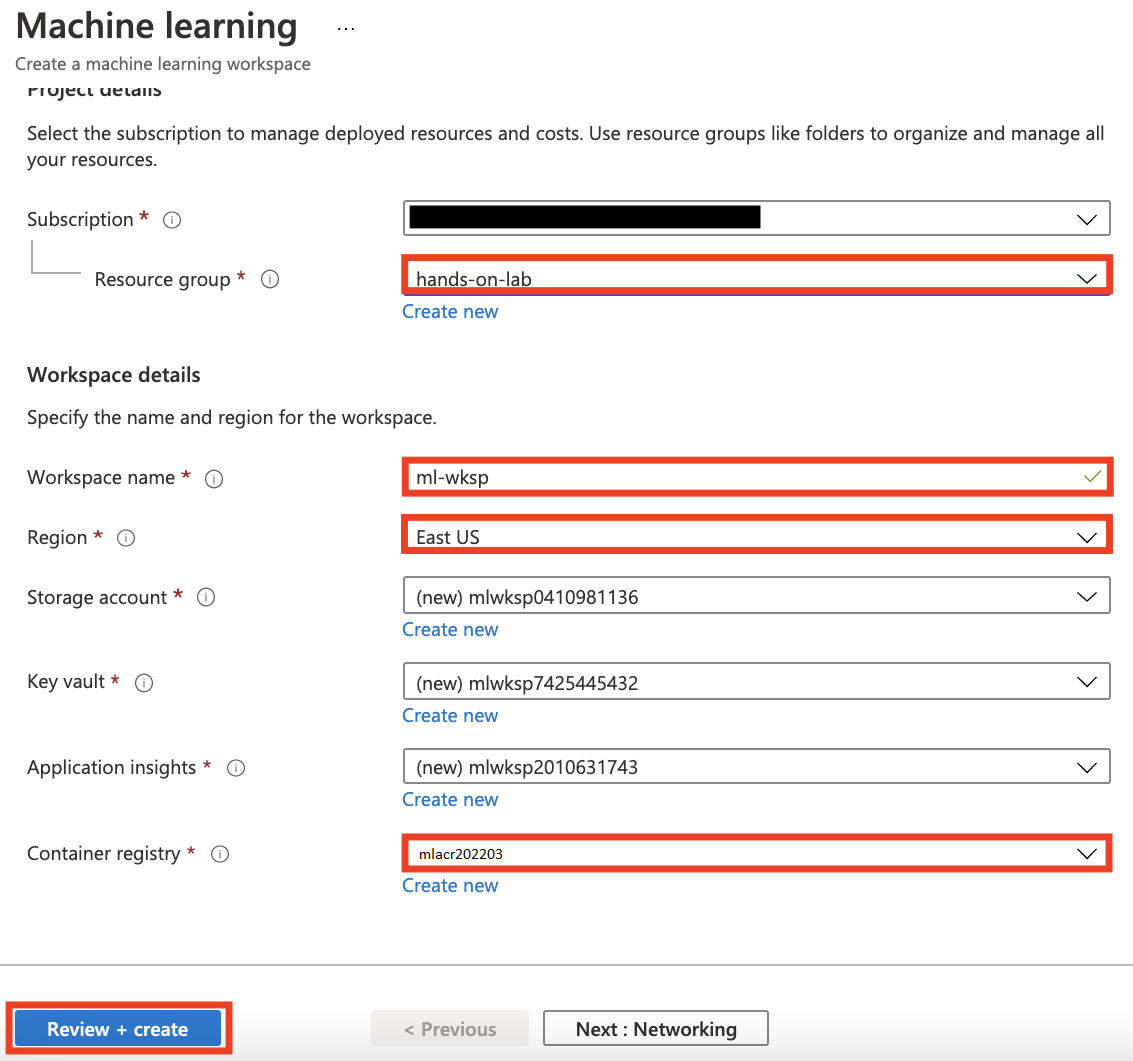 Machine learning ...
Create a machine learning workspace
Project details
Select the subscription to manage deployed resources and costs. Use resource groups like folders to organize and manage all
your resources.
Subscription *
Resource group *
hands-on-lab
Create new
Workspace details
Specify the name and region for the workspace.
Workspace name *
ml-wksp
Region *
East US
Storage account *
(new) mlwksp0410981136
Create new
Key vault *
(new) mlwksp7425445432
Create new
Application insights *
(new) mlwksp2010631743
Create new
Container registry *
mlacr202203
Create new
Review + create
< Previous
Next : Networking